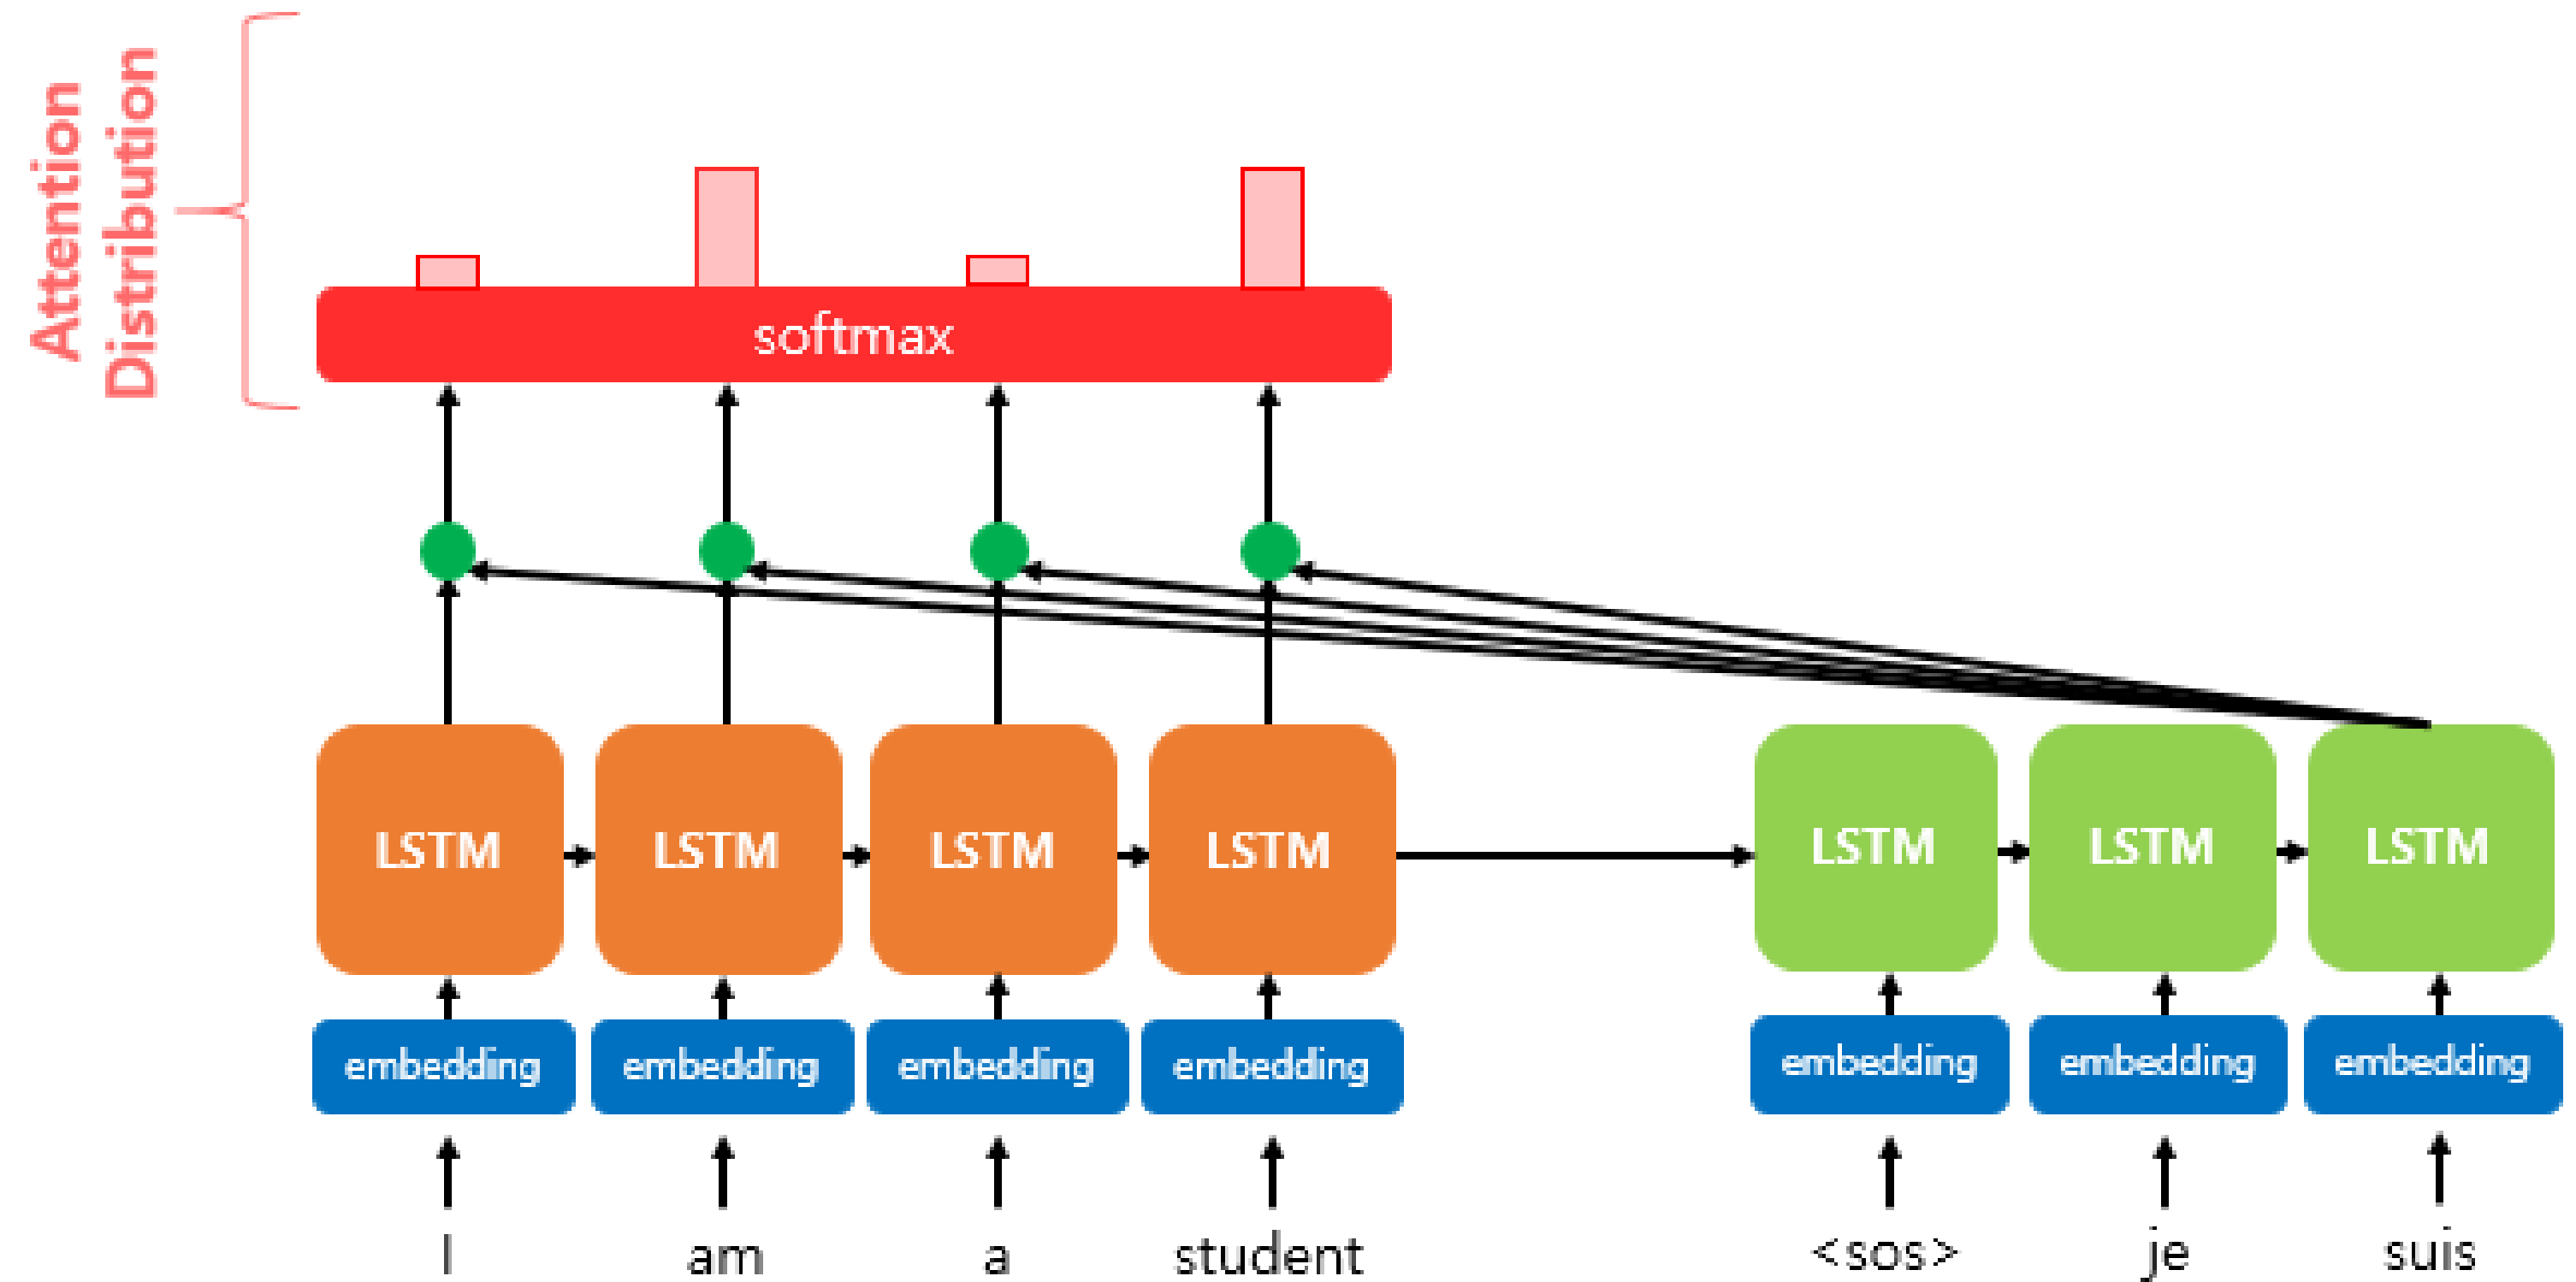 Attention
Distribution
softmax
LSTM LSTM LSTM LSTM LSTM LSTM LSTM
embedding embedding embedding embedding embedding embedding embedding
I am a student <sos> je suis